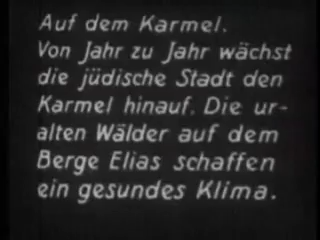 Auf dem Karmel.
Von Jahr zu Jahr wächst
die jüdische Stadt den
Karmel hinauf. Die ur-
alten Wälder auf dem
Berge Elias schaffen
ein gesundes Klima.